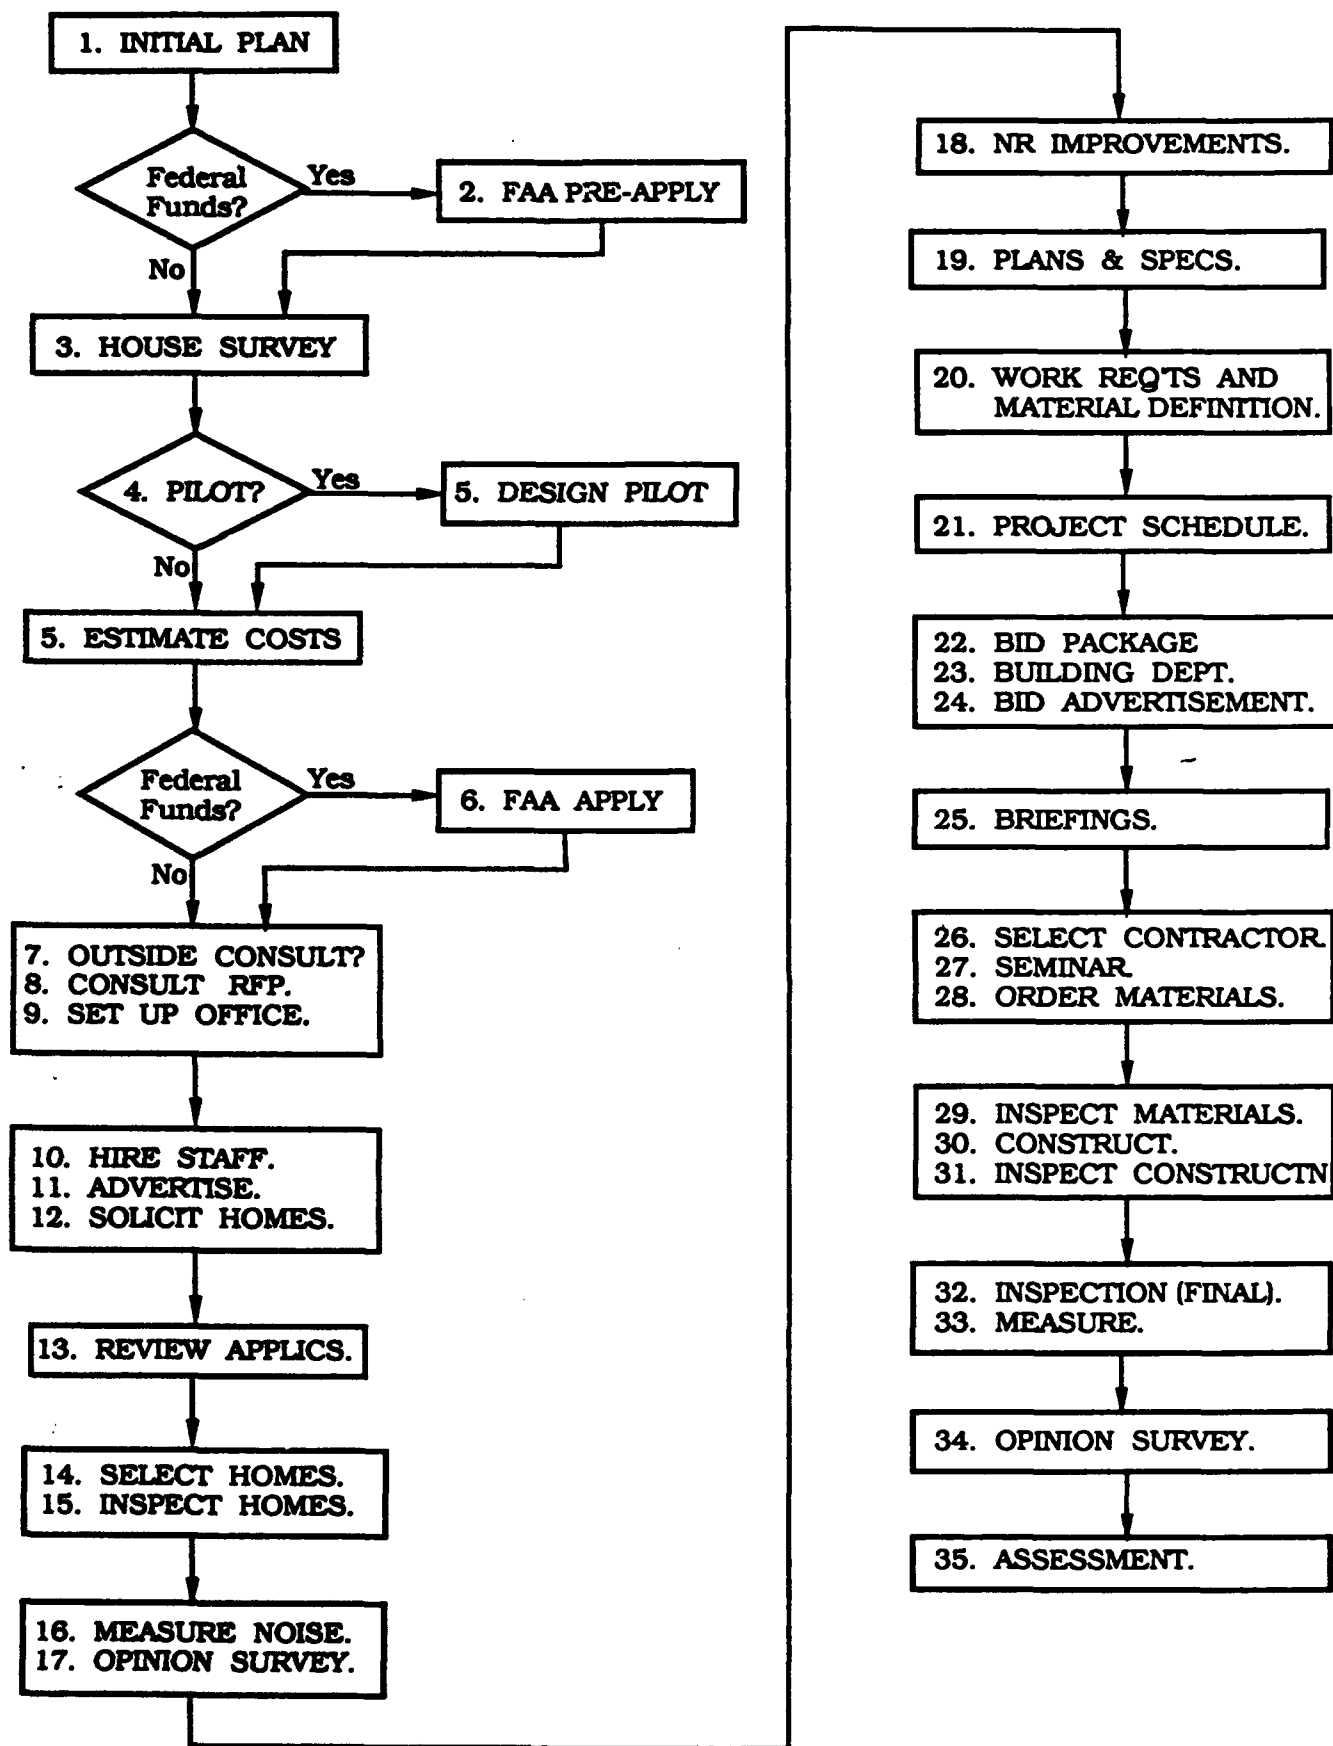 1. INITIAL PLAN
Federal
Funds?
Yes
2. FAA PRE-APPLY
No
3. HOUSE SURVEY
4. PILOT?
Yes
5. DESIGN PILOT
No
5. ESTIMATE COSTS
Federal
Funds?
Yes
6. FAA APPLY
No
7. OUTSIDE CONSULT?
8. CONSULT RFP.
9. SET UP OFFICE.
10. HIRE STAFF.
11. ADVERTISE.
12. SOLICIT HOMES.
13. REVIEW APPLICS.
14. SELECT HOMES.
15. INSPECT HOMES.
16. MEASURE NOISE.
17. OPINION SURVEY.
18. NR IMPROVEMENTS.
19. PLANS & SPECS.
20. WORK REQ'TS AND
MATERIAL DEFINITION.
21. PROJECT SCHEDULE.
22. BID PACKAGE
23. BUILDING DEPT.
24. BID ADVERTISEMENT.
25. BRIEFINGS.
26. SELECT CONTRACTOR.
27. SEMINAR.
28. ORDER MATERIALS.
29. INSPECT MATERIALS.
30. CONSTRUCT.
31. INSPECT CONSTRUCTN
32. INSPECTION (FINAL).
33. MEASURE.
34. OPINION SURVEY.
35. ASSESSMENT.